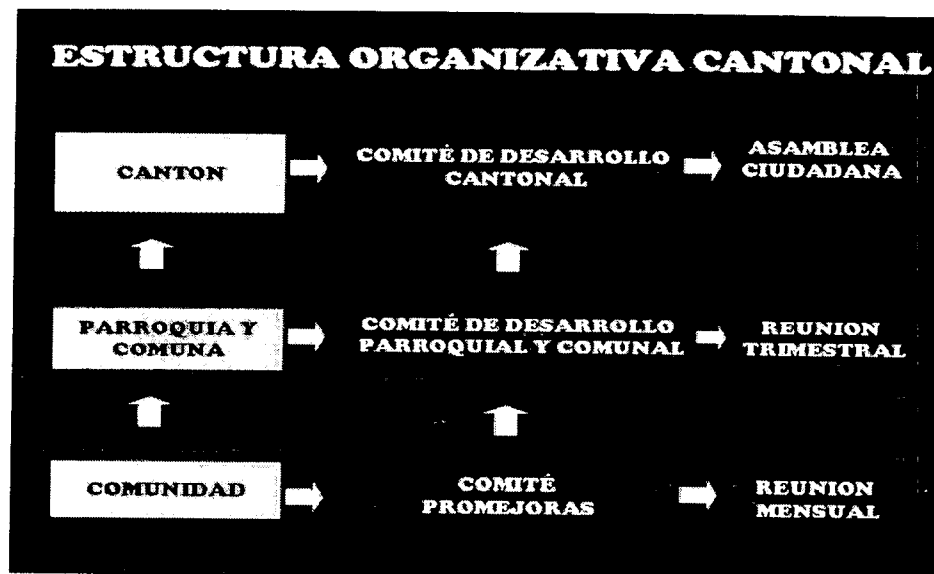 ESTRUCTURA ORGANIZATIVA CANTONAL
CANTON
COMITÉ DE DESARROLLO
CANTONAL
ASAMBLEA
CIUDADANA
PARROQUIA Y
COMUNA
COMITÉ DE DESARROLLO
PARROQUIAL Y COMUNAL
REUNION
TRIMESTRAL
COMUNIDAD
COMITÉ
PROMEJORAS
REUNION
MENSUAL